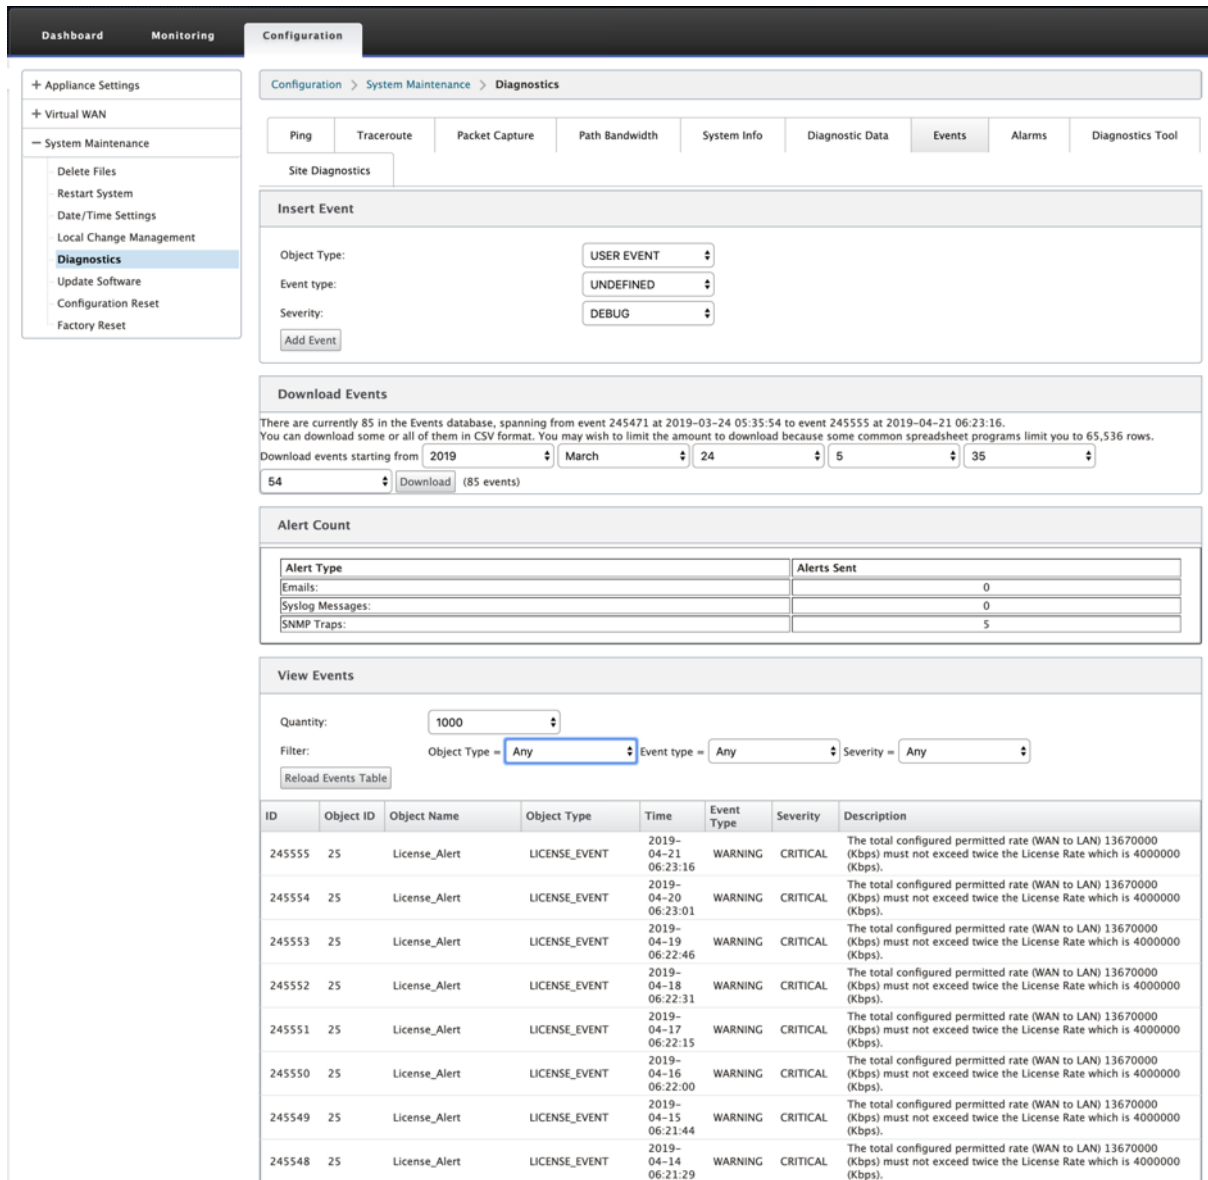 Dashboard Monitoring Configuration
+ Appliance Settings
+ Virtual WAN
− System Maintenance
Delete Files
Restart System
Date/Time Settings
Local Change Management
Diagnostics
Update Software
Configuration Reset
Factory Reset
Configuration > System Maintenance > Diagnostics
Ping Traceroute Packet Capture Path Bandwidth System Info Diagnostic Data Events Alarms Diagnostics Tool
Site Diagnostics
Insert Event
Object Type: USER EVENT
Event type: UNDEFINED
Severity: DEBUG
Add Event
Download Events
There are currently 85 in the Events database, spanning from event 245471 at 2019-03-24 05:35:54 to event 245555 at 2019-04-21 06:23:16.
You can download some or all of them in CSV format. You may wish to limit the amount to download because some common spreadsheet programs limit you to 65,536 rows.
Download events starting from 2019 March 24 5 35
54 Download (85 events)
Alert Count
Alert Type Alerts Sent
Emails: 0
Syslog Messages: 0
SNMP Traps: 5
View Events
Quantity: 1000
Filter: Object Type = Any Event type = Any Severity = Any
Reload Events Table
ID Object ID Object Name Object Type Time Event Type Severity Description
2019- The total configured permitted rate (WAN to LAN) 13670000
245555 25 License_Alert LICENSE_EVENT 04-21 WARNING CRITICAL (Kbps) must not exceed twice the License Rate which is 4000000
06:23:16 (Kbps).
2019- The total configured permitted rate (WAN to LAN) 13670000
245554 25 License_Alert LICENSE_EVENT 04-20 WARNING CRITICAL (Kbps) must not exceed twice the License Rate which is 4000000
06:23:01 (Kbps).
2019- The total configured permitted rate (WAN to LAN) 13670000
245553 25 License_Alert LICENSE_EVENT 04-19 WARNING CRITICAL (Kbps) must not exceed twice the License Rate which is 4000000
06:22:46 (Kbps).
2019- The total configured permitted rate (WAN to LAN) 13670000
245552 25 License_Alert LICENSE_EVENT 04-18 WARNING CRITICAL (Kbps) must not exceed twice the License Rate which is 4000000
06:22:31 (Kbps).
2019- The total configured permitted rate (WAN to LAN) 13670000
245551 25 License_Alert LICENSE_EVENT 04-17 WARNING CRITICAL (Kbps) must not exceed twice the License Rate which is 4000000
06:22:15 (Kbps).
2019- The total configured permitted rate (WAN to LAN) 13670000
245550 25 License_Alert LICENSE_EVENT 04-16 WARNING CRITICAL (Kbps) must not exceed twice the License Rate which is 4000000
06:22:00 (Kbps).
2019- The total configured permitted rate (WAN to LAN) 13670000
245549 25 License_Alert LICENSE_EVENT 04-15 WARNING CRITICAL (Kbps) must not exceed twice the License Rate which is 4000000
06:21:44 (Kbps).
2019- The total configured permitted rate (WAN to LAN) 13670000
245548 25 License_Alert LICENSE_EVENT 04-14 WARNING CRITICAL (Kbps) must not exceed twice the License Rate which is 4000000
06:21:29 (Kbps).